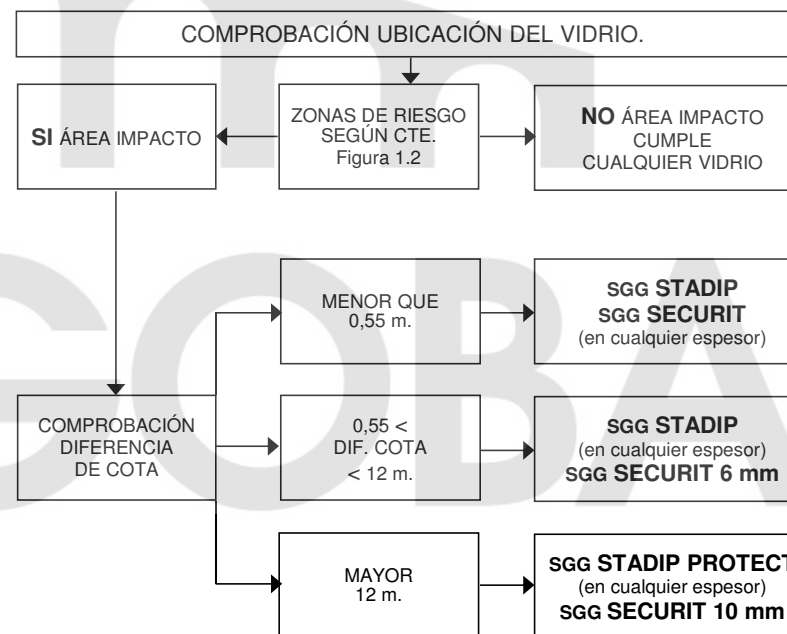 COMPROBACIÓN UBICACIÓN DEL VIDRIO.
SI ÁREA IMPACTO
ZONAS DE RIESGO
SEGÚN CTE.
Figura 1.2
NO ÁREA IMPACTO
CUMPLE
CUALQUIER VIDRIO
MENOR QUE
0,55 m.
SGG STADIP
SGG SECURIT
(en cualquier espesor)
COMPROBACIÓN
DIFERENCIA
DE COTA
0,55 <
DIF. COTA
< 12 m.
SGG STADIP
(en cualquier espesor)
SGG SECURIT 6 mm
MAYOR
12 m.
SGG STADIP PROTECT
(en cualquier espesor)
SGG SECURIT 10 mm
GOBA